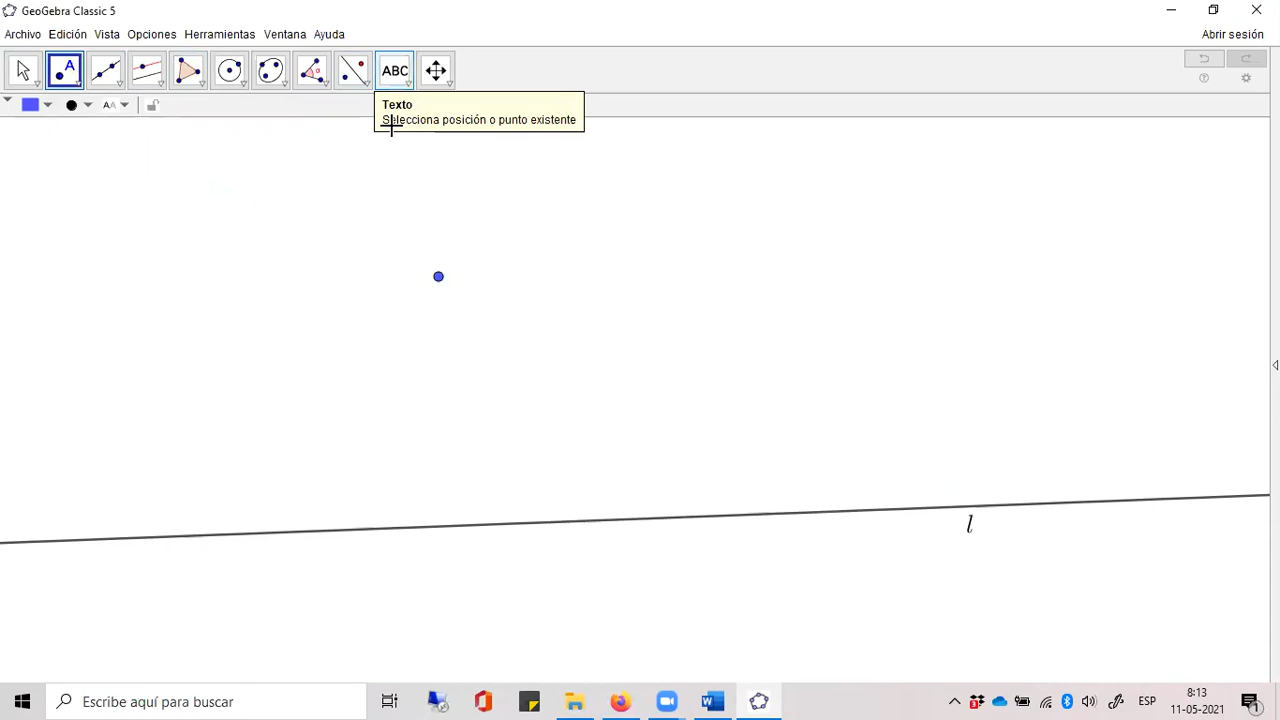 GeoGebra Classic 5
Archivo Edición Vista Opciones Herramientas Ventana Ayuda
Abrir sesión
A
α
ABC
AA
Texto
Selecciona posición o punto existente
l
Escribe aquí para buscar
ESP
8:13
11-05-2021